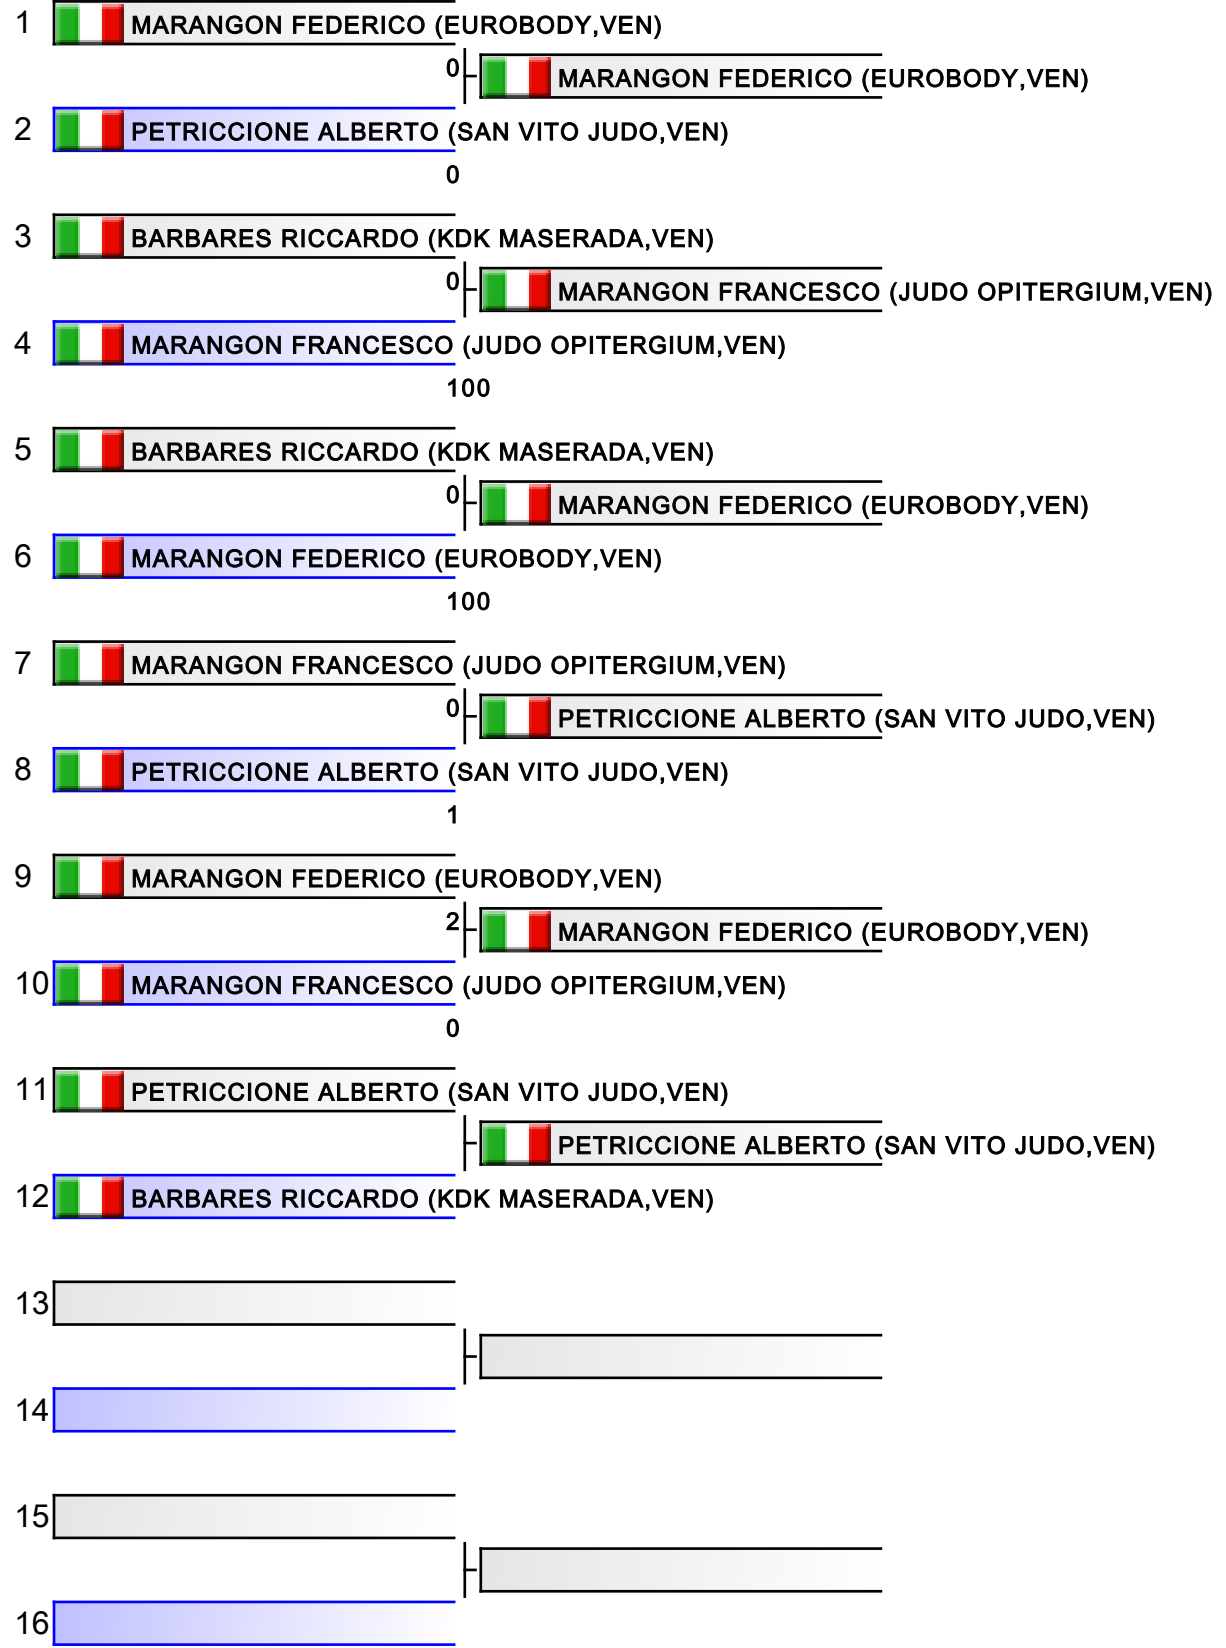 1 MARANGON FEDERICO (EUROBODY,VEN)
0 MARANGON FEDERICO (EUROBODY,VEN)
2 PETRICCIONE ALBERTO (SAN VITO JUDO,VEN)
0
3 BARBARES RICCARDO (KDK MASERADA,VEN)
0 MARANGON FRANCESCO (JUDO OPITERGIUM,VEN)
4 MARANGON FRANCESCO (JUDO OPITERGIUM,VEN)
100
5 BARBARES RICCARDO (KDK MASERADA,VEN)
0 MARANGON FEDERICO (EUROBODY,VEN)
6 MARANGON FEDERICO (EUROBODY,VEN)
100
7 MARANGON FRANCESCO (JUDO OPITERGIUM,VEN)
0 PETRICCIONE ALBERTO (SAN VITO JUDO,VEN)
8 PETRICCIONE ALBERTO (SAN VITO JUDO,VEN)
1
9 MARANGON FEDERICO (EUROBODY,VEN)
2 MARANGON FEDERICO (EUROBODY,VEN)
10 MARANGON FRANCESCO (JUDO OPITERGIUM,VEN)
0
11 PETRICCIONE ALBERTO (SAN VITO JUDO,VEN)
PETRICCIONE ALBERTO (SAN VITO JUDO,VEN)
12 BARBARES RICCARDO (KDK MASERADA,VEN)
13
14
15
16